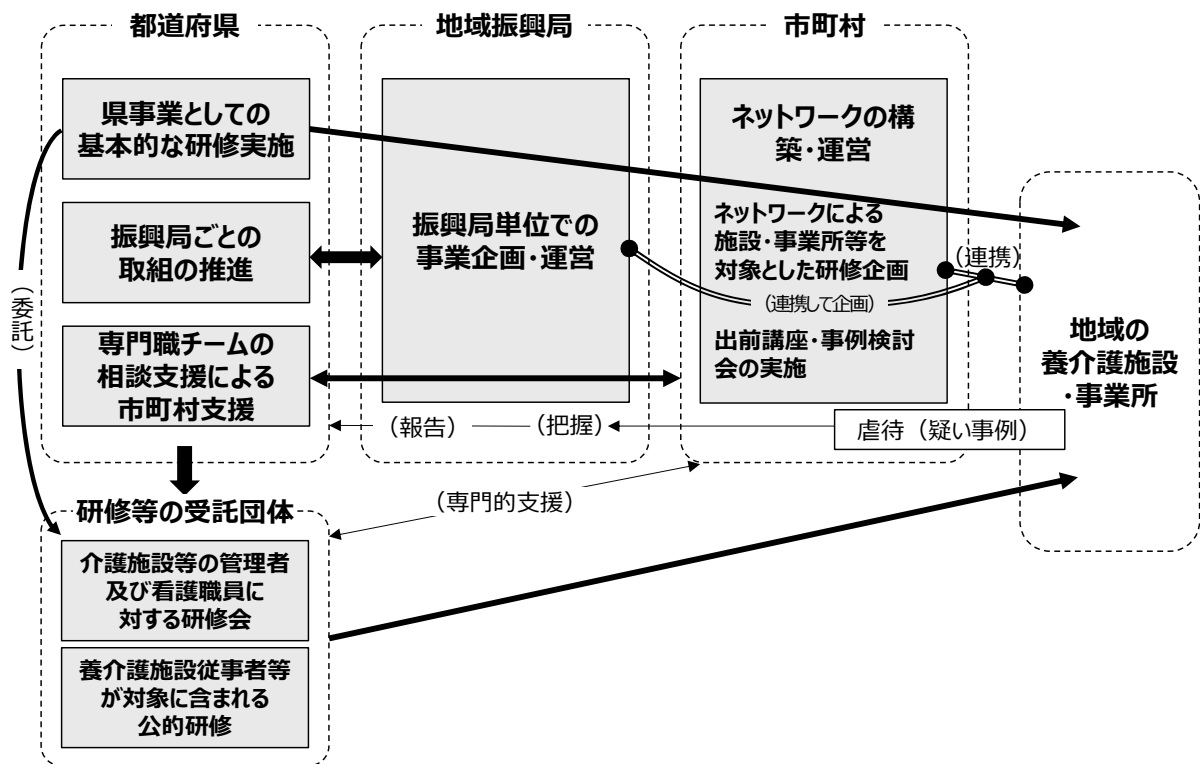 都道府県
県事業としての
基本的な研修実施
振興局ごとの
取組の推進
専門職チームの
相談支援による
市町村支援
（委託）
地域振興局
振興局単位での
事業企画・運営
市町村
ネットワークの構
築・運営
ネットワークによる
施設・事業所等を
対象とした研修企画
（連携して企画）
出前講座・事例検討
会の実施
（連携）
地域の
養介護施設
・事業所
（報告）
（把握）
虐待（疑い事例）
（専門的支援）
研修等の受託団体
介護施設等の管理者
及び看護職員に
対する研修会
養介護施設従事者等
が対象に含まれる
公的研修